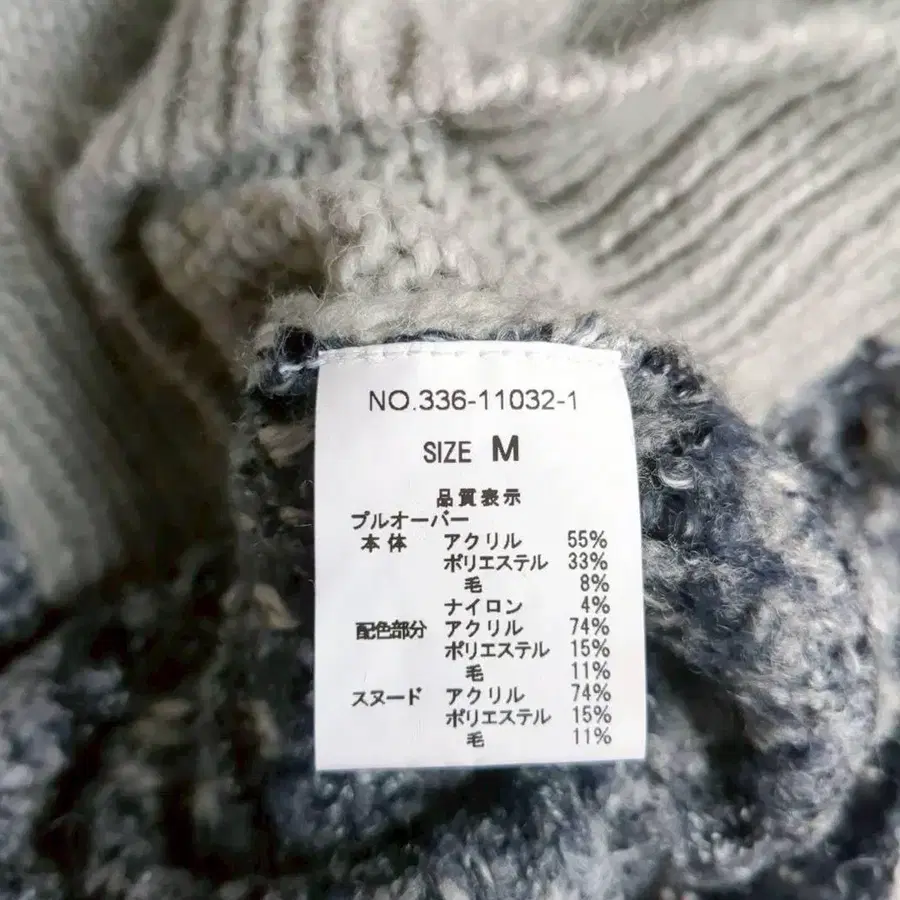 NO.336-11032-1
SIZE M
品質表示
プルオーバー
本体 アクリル 55%
ポリエステル 33%
毛 8%
ナイロン 4%
配色部分 アクリル 74%
ポリエステル 15%
毛 11%
スヌード アクリル 74%
ポリエステル 15%
毛 11%